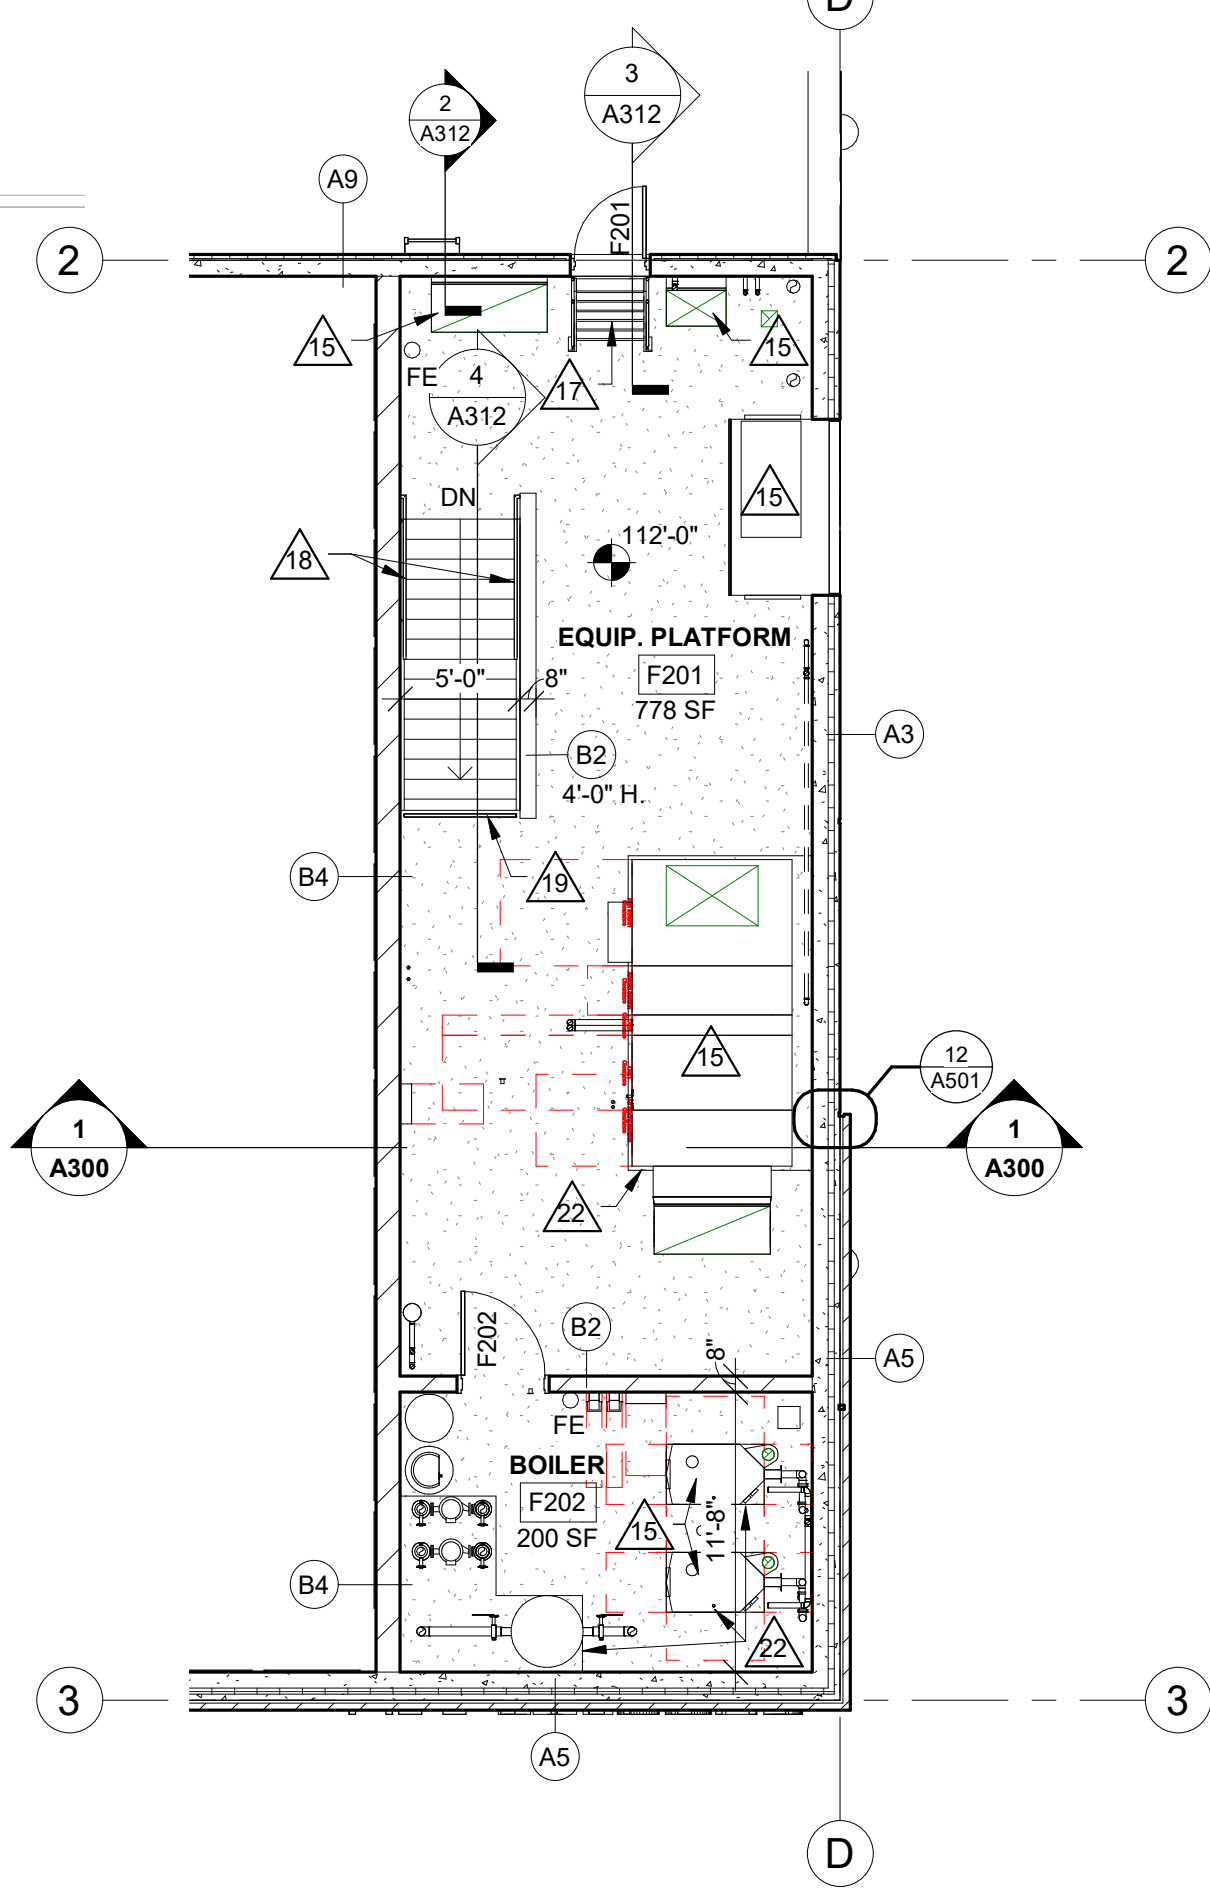 D
3
A312
2
A312
A9
F201
2
2
15
15
FE
4
A312
17
DN
15
18
112'-0"
EQUIP. PLATFORM
F201
778 SF
5'-0"
8"
A3
B2
4'-0" H.
B4
19
15
12
A501
1
A300
1
A300
22
F202
B2
8"
A5
FE
BOILER
F202
200 SF
15
11'-8"
B4
22
3
3
A5
D